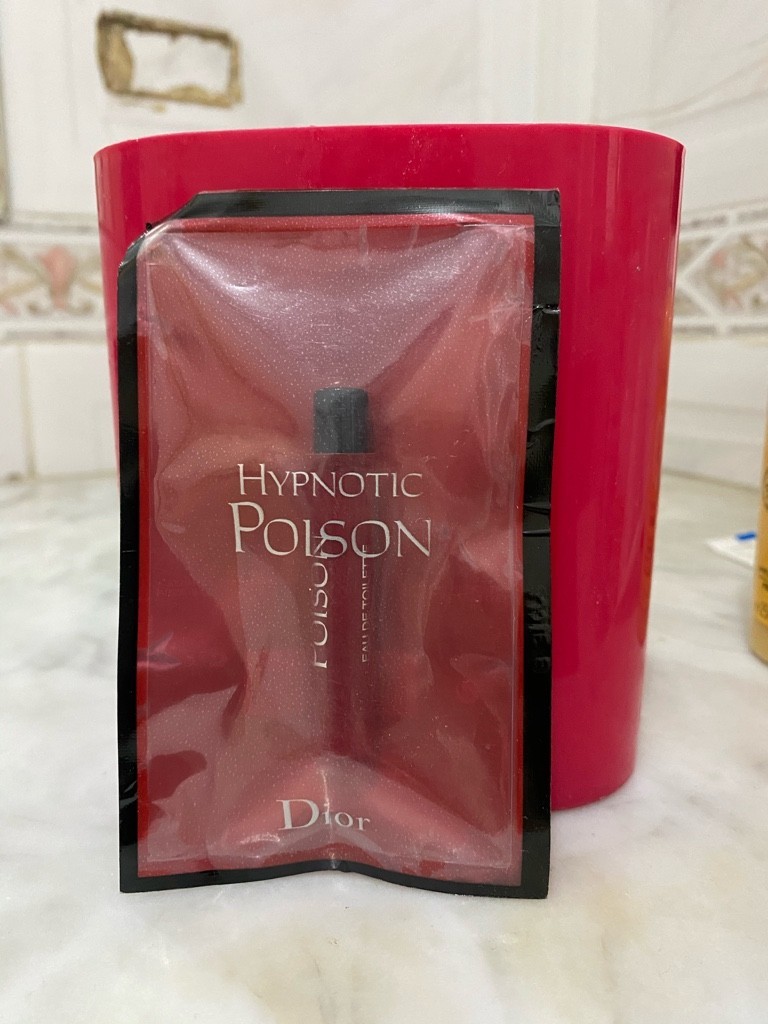 HYPNOTIC
POISON
POISON
EAU DE TOILETTE
Dior